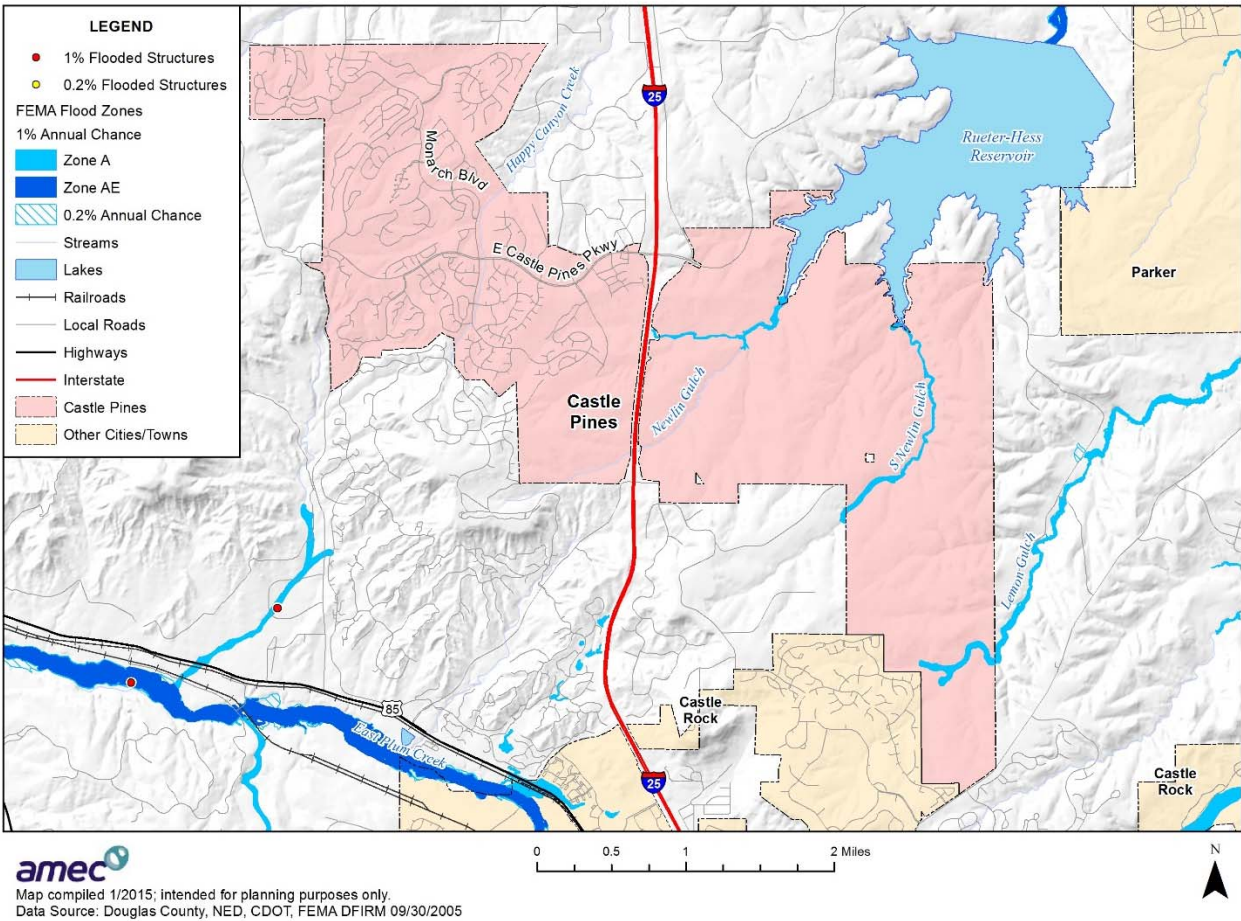 LEGEND
1% Flooded Structures
0.2% Flooded Structures
FEMA Flood Zones
1% Annual Chance
Zone A
Zone AE
0.2% Annual Chance
Streams
Lakes
Railroads
Local Roads
Highways
Interstate
Castle Pines
Other Cities/Towns
25
Happy Canyon Creek
Monarch Blvd
E Castle Pines Pkwy
Rueter-Hess
Reservoir
Parker
Castle
Pines
Newlin Gulch
S Newlin Gulch
Lemon Gulch
85
East Plum Creek
Castle
Rock
25
Castle
Rock
amec
0 0.5 1 2 Miles
N
Map compiled 1/2015; intended for planning purposes only.
Data Source: Douglas County, NED, CDOT, FEMA DFIRM 09/30/2005